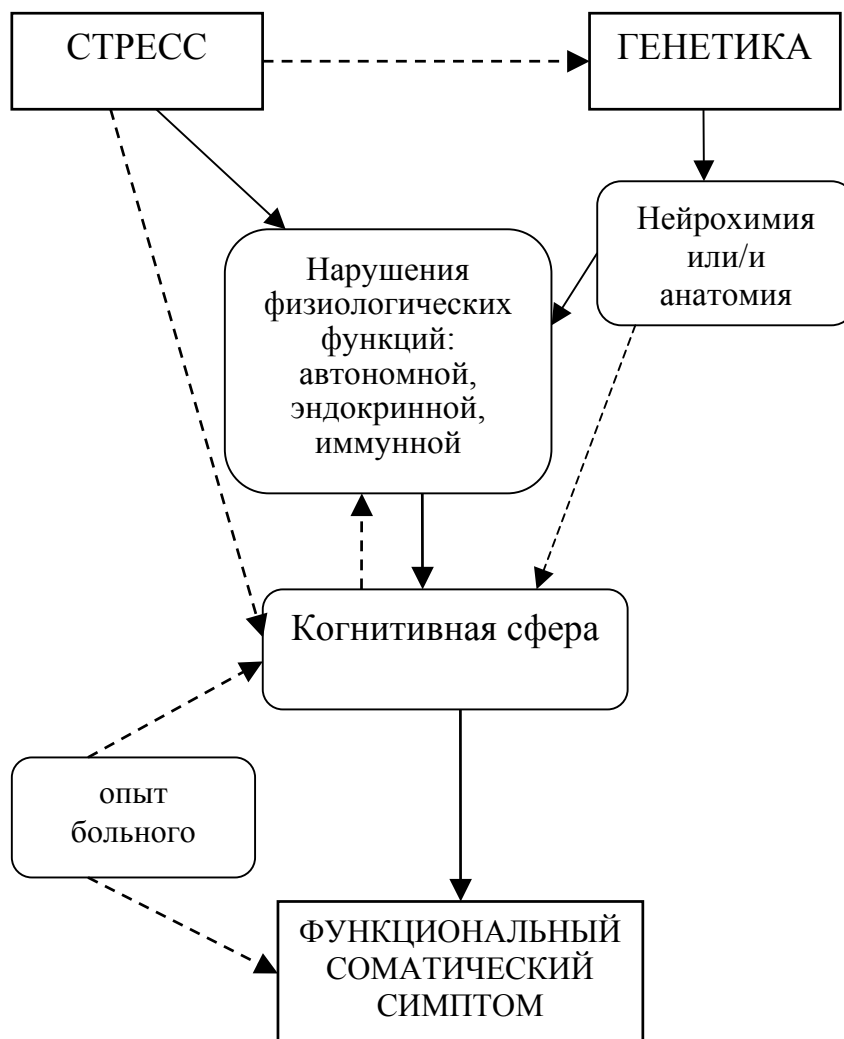 СТРЕСС
ГЕНЕТИКА
Нейрохимия
или/и
анатомия
Нарушения
физиологических
функций:
автономной,
эндокринной,
иммунной
Когнитивная сфера
опыт
больного
ФУНКЦИОНАЛЬНЫЙ
СОМАТИЧЕСКИЙ
СИМПТОМ